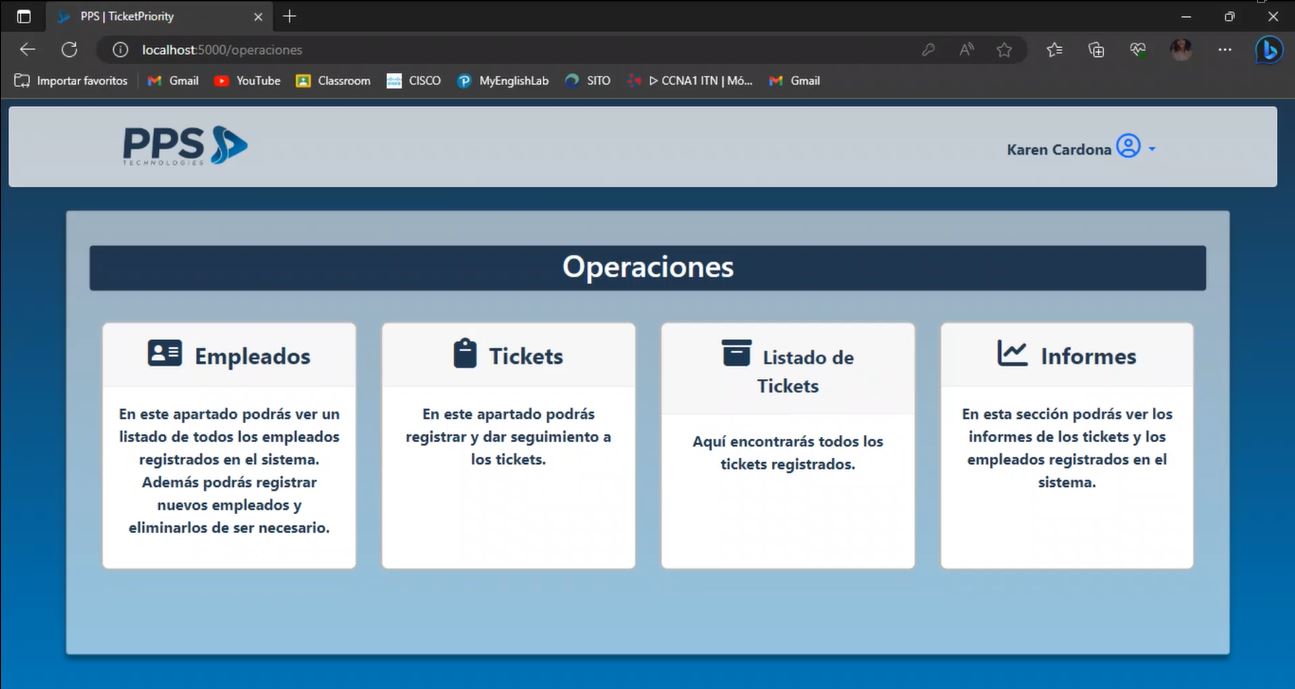 PPS | TicketPriority
localhost:5000/operaciones
Importar favoritos
Gmail
YouTube
Classroom
CISCO
MyEnglishLab
SITO
CCNA1 ITN | Mó...
Gmail
PPS
TECHNOLOGIES
Karen Cardona
Operaciones
Empleados
En este apartado podrás ver un
listado de todos los empleados
registrados en el sistema.
Además podrás registrar
nuevos empleados y
eliminarlos de ser necesario.
Tickets
En este apartado podrás
registrar y dar seguimiento a
los tickets.
Listado de
Tickets
Aquí encontrarás todos los
tickets registrados.
Informes
En esta sección podrás ver los
informes de los tickets y los
empleados registrados en el
sistema.